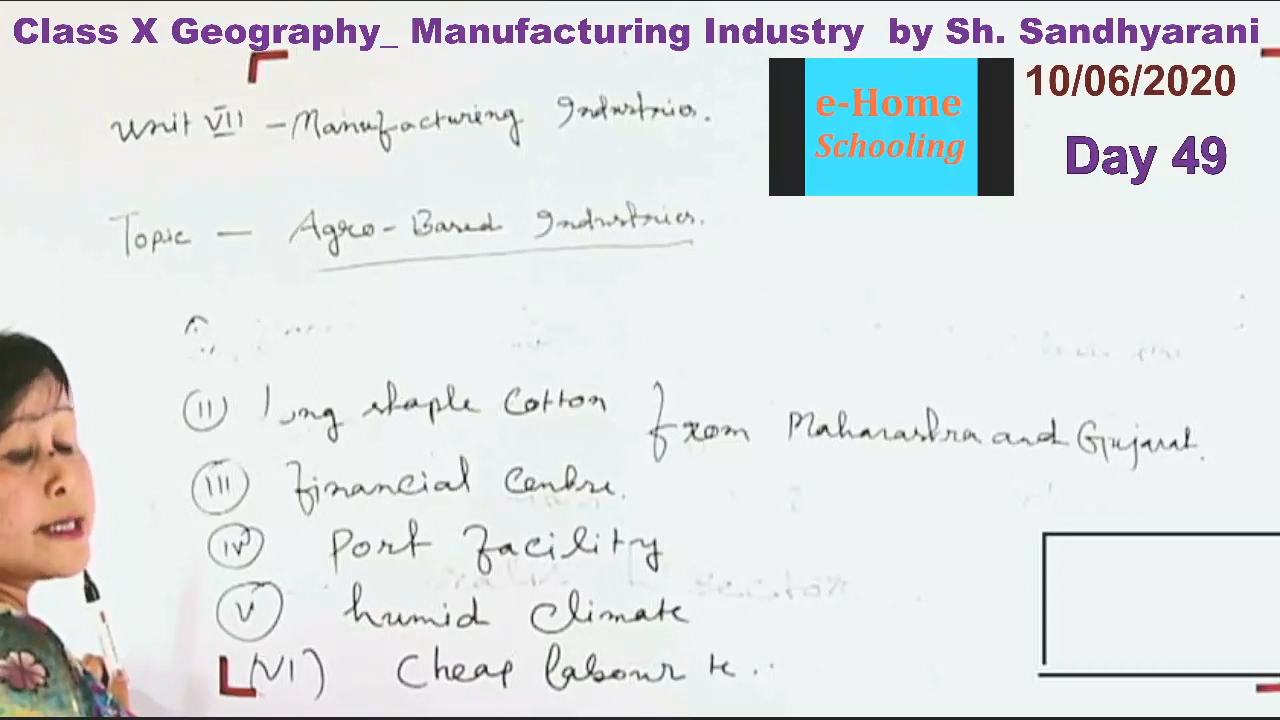 Class X Geography_ Manufacturing Industry by Sh. Sandhyarani
e-Home
Schooling
10/06/2020
Day 49
Unit VII - Manufacturing Industries.
Topic — Agro-Based Industries.
(II) long staple Cotton } from Maharashtra and Gujarat.
(III) Financial Centre.
(IV) Port Facility
(V) humid Climate
(VI) Cheap labour